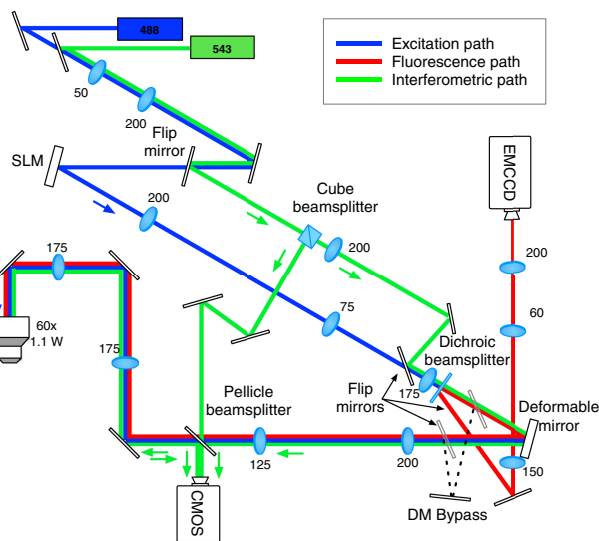 488
543
Excitation path
Fluorescence path
Interferometric path
50
200
Flip
mirror
SLM
EMCCD
Cube
beamsplitter
200
200
200
175
60
60x
1.1 W
75
175
Dichroic
beamsplitter
175
Flip
mirrors
Pellicle
beamsplitter
Deformable
mirror
125
200
150
CMOS
DM Bypass